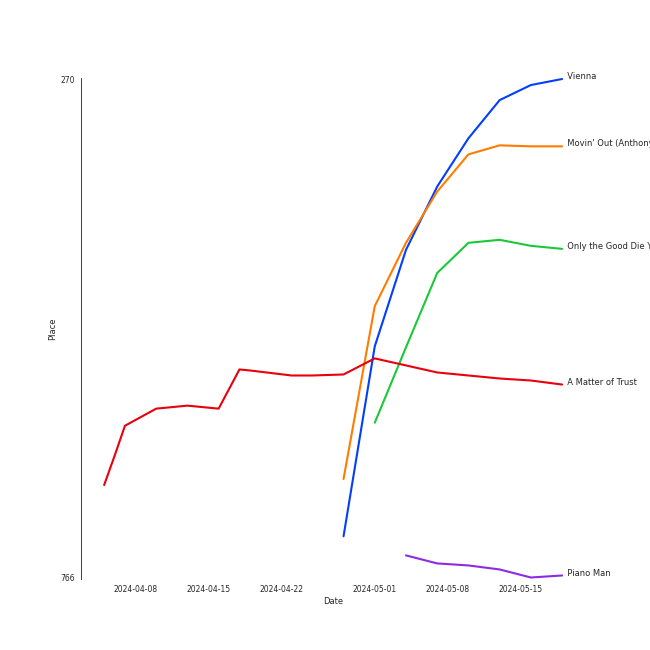 270
Vienna
Movin' Out (Anthony
Only the Good Die
Place
A Matter of Trust
766
Piano Man
2024-04-08 2024-04-15 2024-04-22 2024-05-01 2024-05-08 2024-05-15
Date